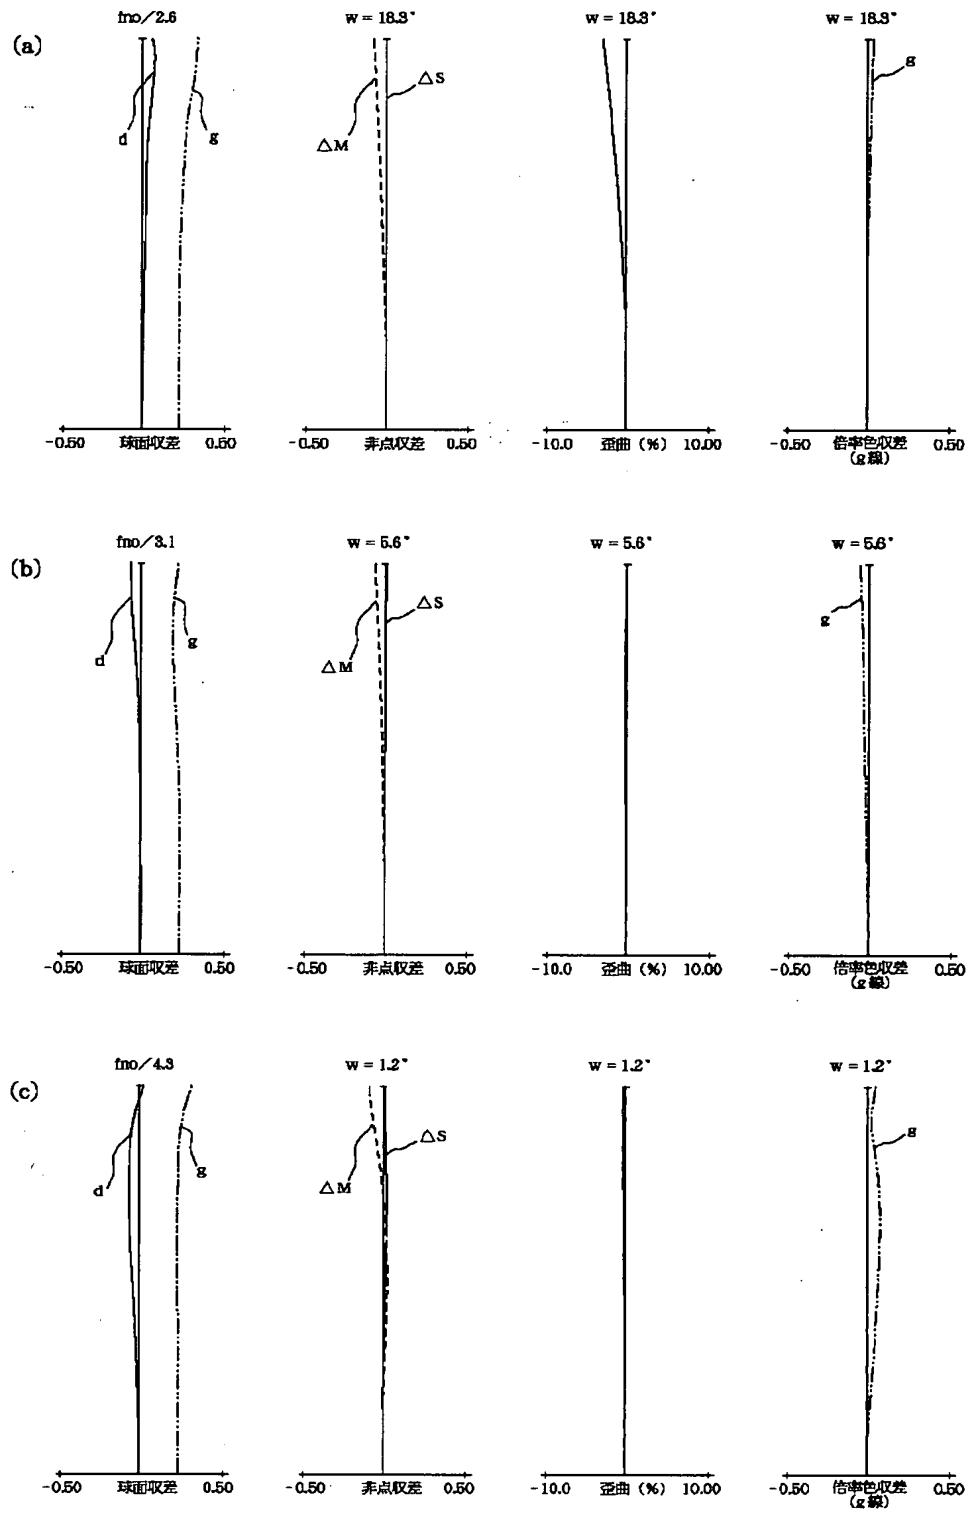 (a)
fno/2.6
w = 18.3°
w = 18.3°
w = 18.3°
d
g
△S
△M
g
-0.50 球面収差 0.50
-0.50 非点収差 0.50
-10.0 歪曲 (%) 10.00
-0.50 倍率色収差 0.50
(g線)
(b)
fno/3.1
w = 5.6°
w = 5.6°
w = 5.6°
d
g
△S
△M
g
-0.50 球面収差 0.50
-0.50 非点収差 0.50
-10.0 歪曲 (%) 10.00
-0.50 倍率色収差 0.50
(g線)
(c)
fno/4.3
w = 1.2°
w = 1.2°
w = 1.2°
d
g
△S
△M
g
-0.50 球面収差 0.50
-0.50 非点収差 0.50
-10.0 歪曲 (%) 10.00
-0.50 倍率色収差 0.50
(g線)